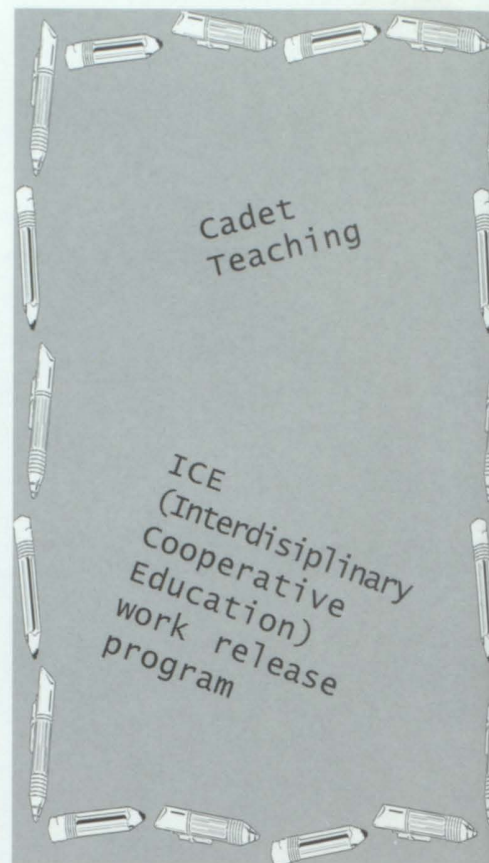 Cadet
Teaching
ICE
(Interdisiplinary
Cooperative
Education)
work release
program